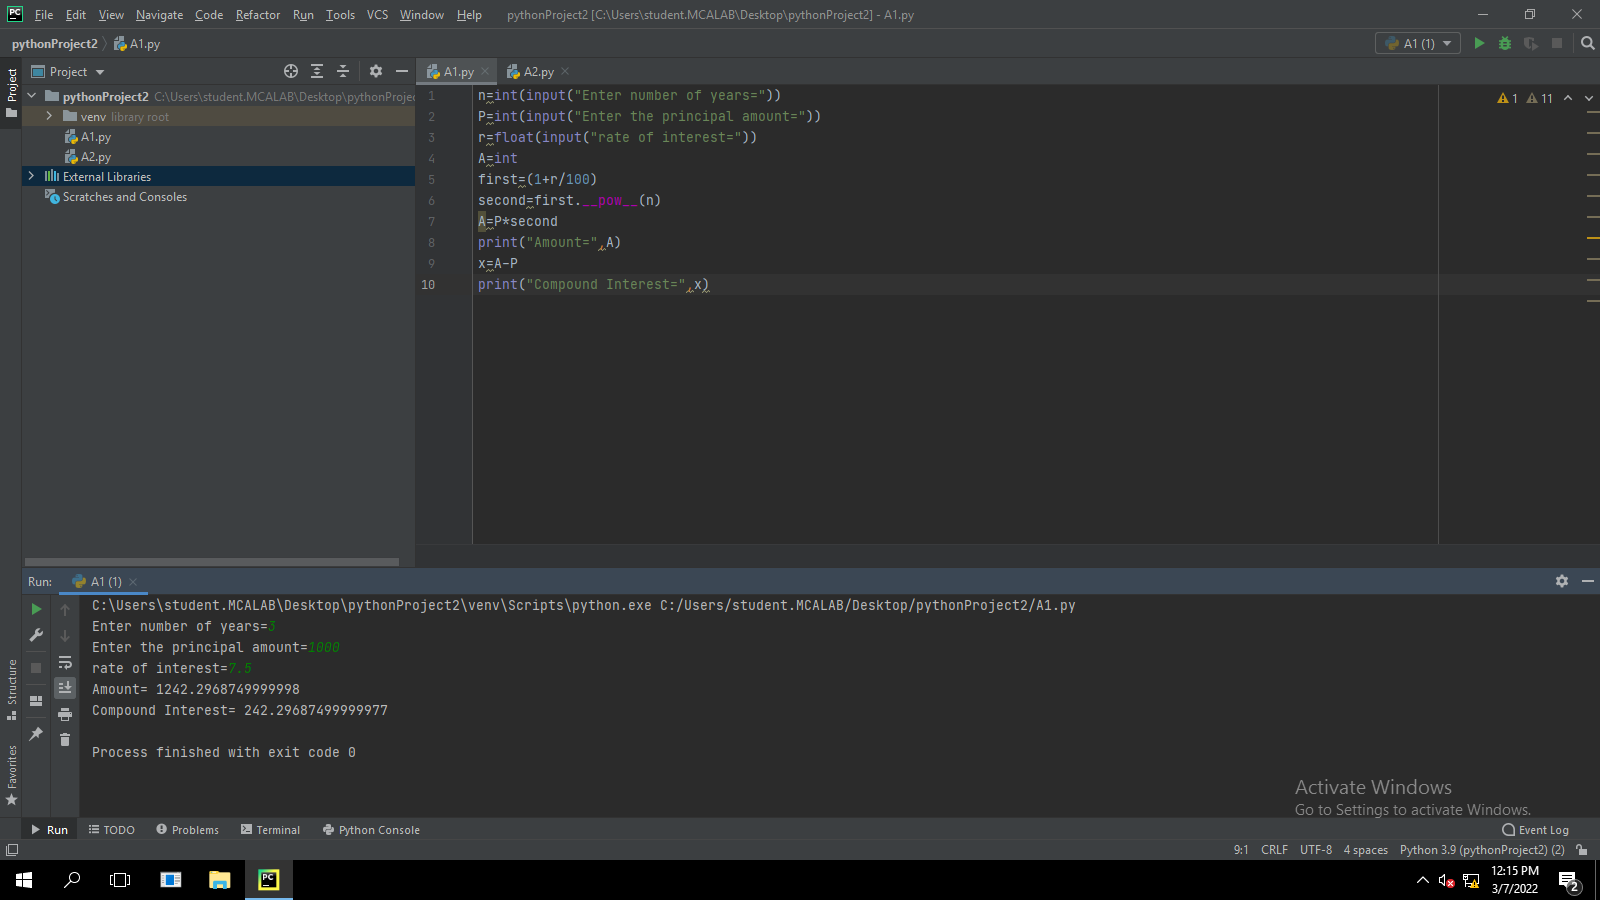 PC File Edit View Navigate Code Refactor Run Tools VCS Window Help pythonProject2 [C:\Users\student.MCALAB\Desktop\pythonProject2] - A1.py
pythonProject2 A1.py A1 (1)
Project
Project
A1.py A2.py
pythonProject2 C:\Users\student.MCALAB\Desktop\pythonProje
venv library root
A1.py
A2.py
External Libraries
Scratches and Consoles
1 n=int(input("Enter number of years="))
2 P=int(input("Enter the principal amount="))
3 r=float(input("rate of interest="))
4 A=int
5 first=(1+r/100)
6 second=first.__pow__(n)
7 A=P*second
8 print("Amount=",A)
9 x=A-P
10 print("Compound Interest=",x)
1 11
Run: A1 (1)
C:\Users\student.MCALAB\Desktop\pythonProject2\venv\Scripts\python.exe C:/Users/student.MCALAB/Desktop/pythonProject2/A1.py
Enter number of years=3
Enter the principal amount=1000
rate of interest=7.5
Amount= 1242.2968749999998
Compound Interest= 242.29687499999977
Process finished with exit code 0
Structure
Favorites
Activate Windows
Go to Settings to activate Windows.
Run TODO Problems Terminal Python Console Event Log
9:1 CRLF UTF-8 4 spaces Python 3.9 (pythonProject2) (2)
PC
12:15 PM
3/7/2022
2